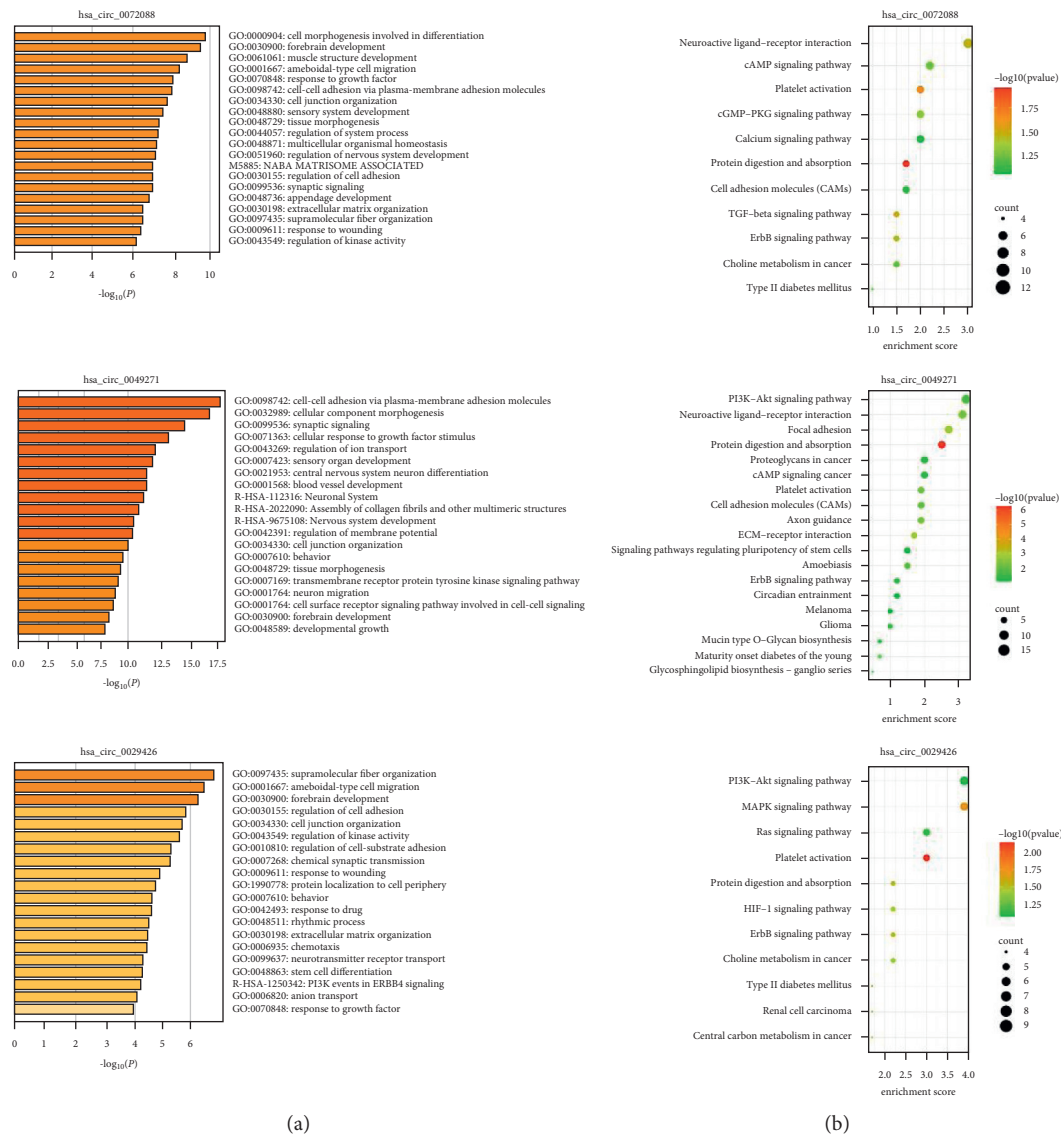 hsa_circ_0072088
GO:0000904: cell morphogenesis involved in differentiation
GO:0030900: forebrain development
GO:0061061: muscle structure development
GO:0001667: ameboidal-type cell migration
GO:0070848: response to growth factor
GO:0098742: cell-cell adhesion via plasma-membrane adhesion molecules
GO:0034330: cell junction organization
GO:0048880: sensory system development
GO:0048729: tissue morphogenesis
GO:0044057: regulation of system process
GO:0048871: multicellular organismal homeostasis
GO:0051960: regulation of nervous system development
M5885: NABA MATRISOME ASSOCIATED
GO:0030155: regulation of cell adhesion
GO:0099536: synaptic signaling
GO:0048736: appendage development
GO:0030198: extracellular matrix organization
GO:0097435: supramolecular fiber organization
GO:0009611: response to wounding
GO:0043549: regulation of kinase activity
0 2 4 6 8 10
-log10(P)
hsa_circ_0072088
Neuroactive ligand–receptor interaction
cAMP signaling pathway
Platelet activation
cGMP–PKG signaling pathway
Calcium signaling pathway
Protein digestion and absorption
Cell adhesion molecules (CAMs)
TGF–beta signaling pathway
ErbB signaling pathway
Choline metabolism in cancer
Type II diabetes mellitus
1.0 1.5 2.0 2.5 3.0
enrichment score
−log10(pvalue)
1.75
1.50
1.25
count
4
6
8
10
12
hsa_circ_0049271
GO:0098742: cell-cell adhesion via plasma-membrane adhesion molecules
GO:0032989: cellular component morphogenesis
GO:0099536: synaptic signaling
GO:0071363: cellular response to growth factor stimulus
GO:0043269: regulation of ion transport
GO:0007423: sensory organ development
GO:0021953: central nervous system neuron differentiation
GO:0001568: blood vessel development
R-HSA-112316: Neuronal System
R-HSA-2022090: Assembly of collagen fibrils and other multimeric structures
R-HSA-9675108: Nervous system development
GO:0042391: regulation of membrane potential
GO:0034330: cell junction organization
GO:0007610: behavior
GO:0048729: tissue morphogenesis
GO:0007169: transmembrane receptor protein tyrosine kinase signaling pathway
GO:0001764: neuron migration
GO:0001764: cell surface receptor signaling pathway involved in cell-cell signaling
GO:0030900: forebrain development
GO:0048589: developmental growth
0.0 2.5 5.0 7.5 10.0 12.5 15.0 17.5
-log10(P)
hsa_circ_0049271
PI3K–Akt signaling pathway
Neuroactive ligand–receptor interaction
Focal adhesion
Protein digestion and absorption
Proteoglycans in cancer
cAMP signaling cancer
Platelet activation
Cell adhesion molecules (CAMs)
Axon guidance
ECM–receptor interaction
Signaling pathways regulating pluripotency of stem cells
Amoebiasis
ErbB signaling pathway
Circadian entrainment
Melanoma
Glioma
Mucin type O–Glycan biosynthesis
Maturity onset diabetes of the young
Glycosphingolipid biosynthesis – ganglio series
1 2 3
enrichment score
−log10(pvalue)
6
5
4
3
2
count
5
10
15
hsa_circ_0029426
GO:0097435: supramolecular fiber organization
GO:0001667: ameboidal-type cell migration
GO:0030900: forebrain development
GO:0030155: regulation of cell adhesion
GO:0034330: cell junction organization
GO:0043549: regulation of kinase activity
GO:0010810: regulation of cell-substrate adhesion
GO:0007268: chemical synaptic transmission
GO:0009611: response to wounding
GO:1990778: protein localization to cell periphery
GO:0007610: behavior
GO:0042493: response to drug
GO:0048511: rhythmic process
GO:0030198: extracellular matrix organization
GO:0006935: chemotaxis
GO:0099637: neurotransmitter receptor transport
GO:0048863: stem cell differentiation
R-HSA-1250342: PI3K events in ERBB4 signaling
GO:0006820: anion transport
GO:0070848: response to growth factor
0 1 2 3 4 5 6
-log10(P)
hsa_circ_0029426
PI3K–Akt signaling pathway
MAPK signaling pathway
Ras signaling pathway
Platelet activation
Protein digestion and absorption
HIF–1 signaling pathway
ErbB signaling pathway
Choline metabolism in cancer
Type II diabetes mellitus
Renal cell carcinoma
Central carbon metabolism in cancer
2.0 2.5 3.0 3.5 4.0
enrichment score
−log10(pvalue)
2.00
1.75
1.50
1.25
count
4
5
6
7
8
9
(a)
(b)